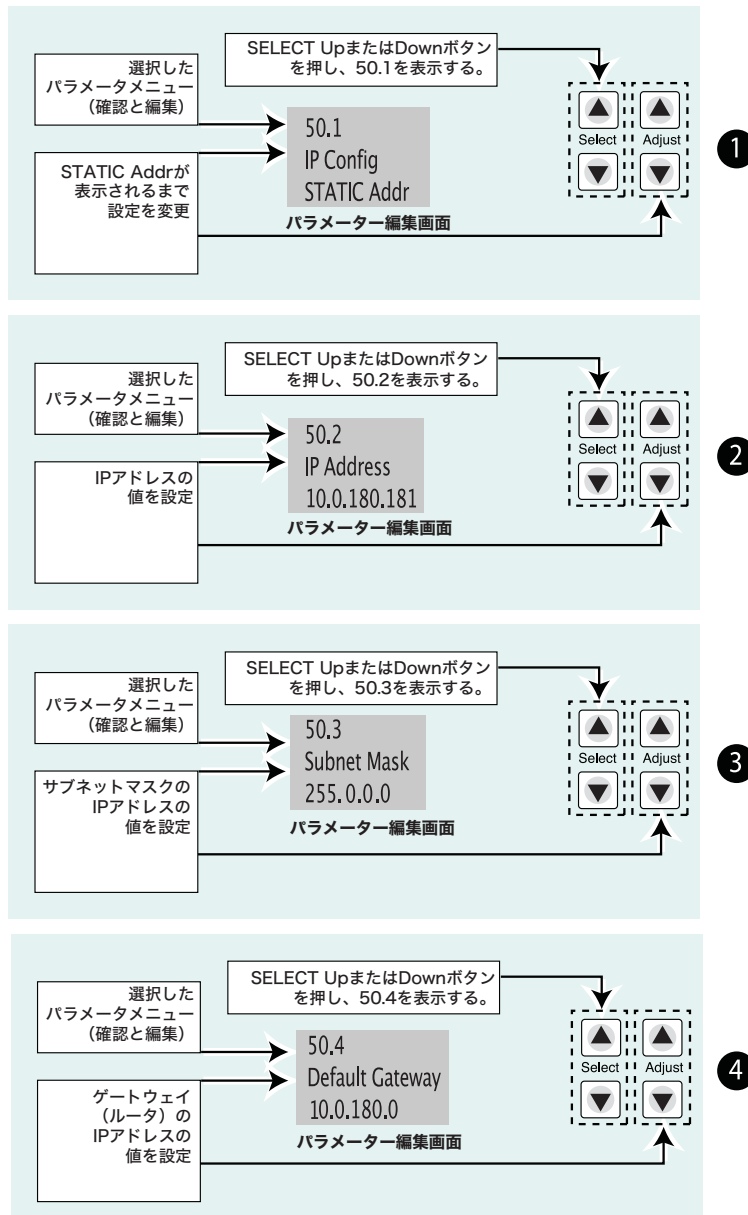 SELECT UpまたはDownボタン
を押し、50.1を表示する。
選択した
パラメータメニュー
（確認と編集）
50.1
IP Config
STATIC Addr
パラメーター編集画面
STATIC Addrが
表示されるまで
設定を変更
Select
Adjust
1
SELECT UpまたはDownボタン
を押し、50.2を表示する。
選択した
パラメータメニュー
（確認と編集）
50.2
IP Address
10.0.180.181
パラメーター編集画面
IPアドレスの
値を設定
Select
Adjust
2
SELECT UpまたはDownボタン
を押し、50.3を表示する。
選択した
パラメータメニュー
（確認と編集）
50.3
Subnet Mask
255.0.0.0
パラメーター編集画面
サブネットマスクの
IPアドレスの
値を設定
Select
Adjust
3
SELECT UpまたはDownボタン
を押し、50.4を表示する。
選択した
パラメータメニュー
（確認と編集）
50.4
Default Gateway
10.0.180.0
パラメーター編集画面
ゲートウェイ
（ルータ）の
IPアドレスの
値を設定
Select
Adjust
4